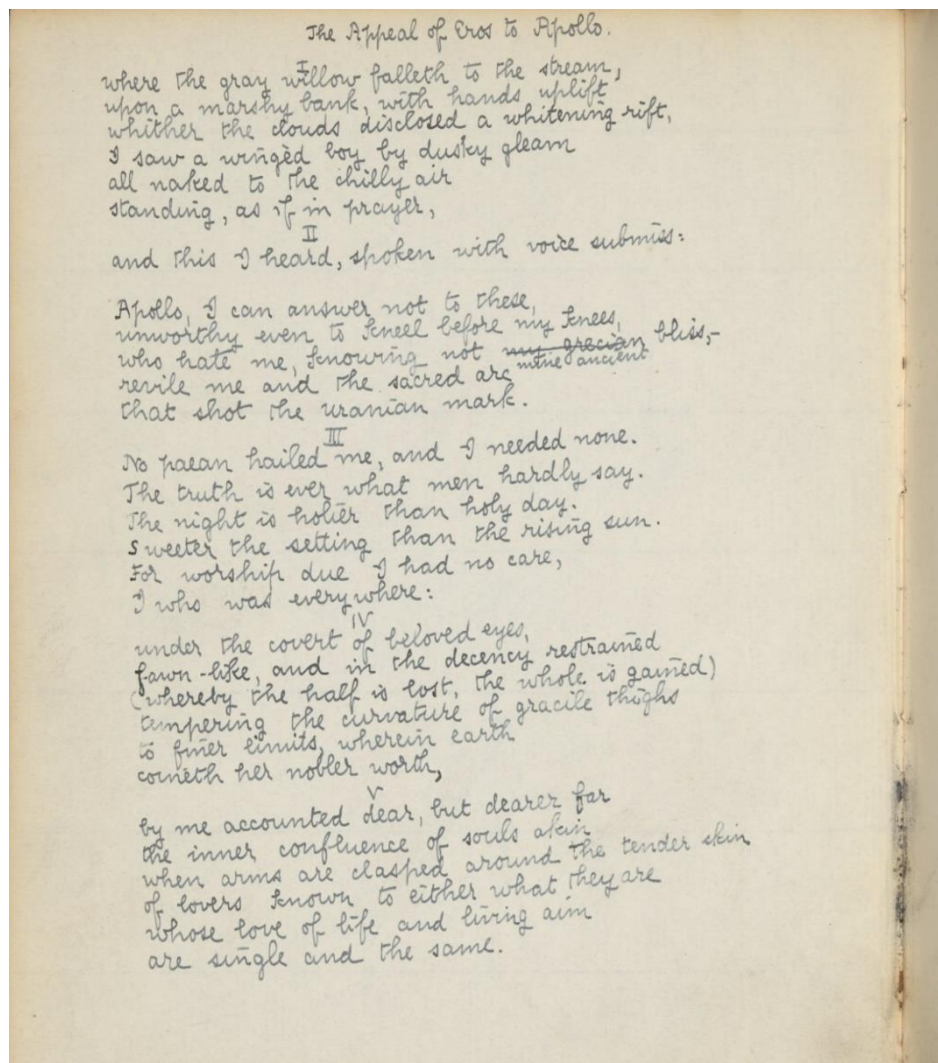 The Appeal of Eros to Apollo.
I
where the gray willow falleth to the stream,
upon a marshy bank, with hands uplift
whither the clouds disclosed a whitening rift,
I saw a wingèd boy by dusky gleam
all naked to the chilly air
standing, as if in prayer,
II
and this I heard, spoken with voice submiss:
Apollo, I can answer not to these,
unworthy even to kneel before my knees,
who hate me, knowing not my grecian bliss,-
mine ancient
revile me and the sacred arc
that shot the uranian mark.
III
No paean hailed me, and I needed none.
The truth is ever what men hardly say.
The night is holier than holy day.
Sweeter the setting than the rising sun.
For worship due I had no care,
I who was everywhere:
IV
under the covert of beloved eyes,
fawn-like, and in the decency restrained
(whereby the half is lost, the whole is gained)
tempering the curvature of gracile thighs
to finer limits, wherein earth
coineth her nobler worth,
V
by me accounted dear, but dearer far
the inner confluence of souls akin
when arms are clasped around the tender skin
of lovers known to either what they are
whose love of life and living aim
are single and the same.